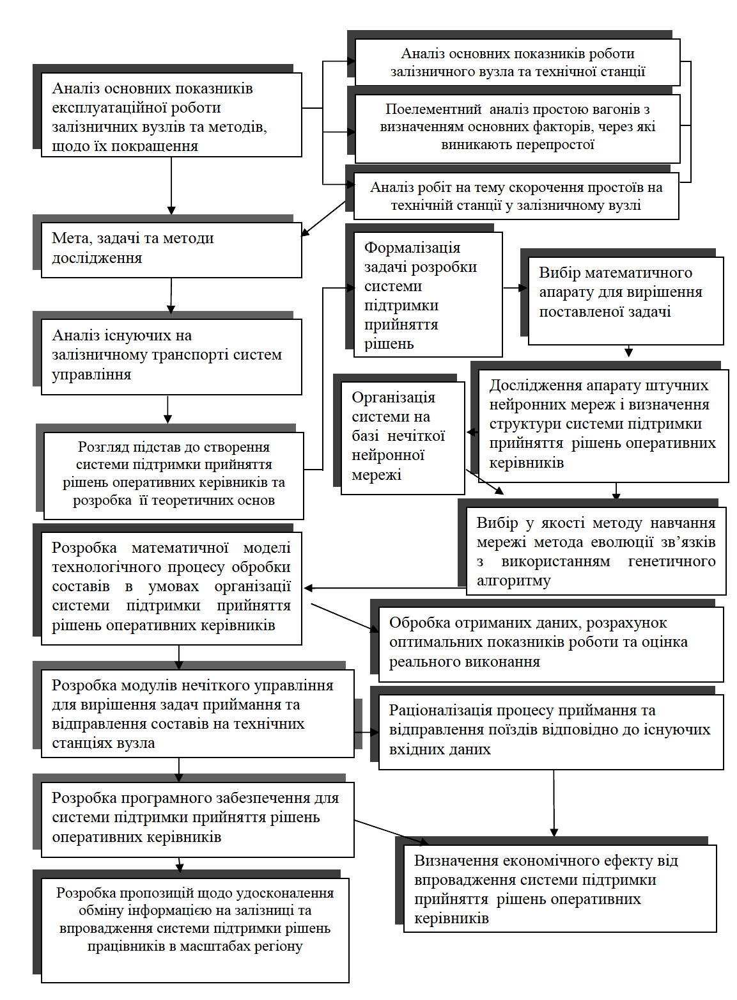 Аналіз основних показників
експлуатаційної роботи
залізничних вузлів та методів,
щодо їх покращення
Аналіз основних показників роботи
залізничного вузла та технічної станції
Поелементний аналіз простою вагонів з
визначенням основних факторів, через які
виникають перепростої
Аналіз робіт на тему скорочення простоїв на
технічній станції у залізничному вузлі
Мета, задачі та методи
дослідження
Аналіз існуючих на
залізничному транспорті систем
управління
Розгляд підстав до створення
системи підтримки прийняття
рішень оперативних керівників та
розробка її теоретичних основ
Формалізація
задачі розробки
системи
підтримки
прийняття
рішень
Вибір математичного
апарату для вирішення
поставленої задачі
Дослідження апарату штучних
нейронних мереж і визначення
структури системи підтримки
прийняття рішень оперативних
керівників
Організація
системи на
базі нечіткої
нейронної
мережі
Вибір у якості методу навчання
мережі метода еволюції зв’язків
з використанням генетичного
алгоритму
Розробка математичної моделі
технологічного процесу обробки
составів в умовах організації
системи підтримки прийняття
рішень оперативних керівників
Обробка отриманих даних, розрахунок
оптимальних показників роботи та оцінка
реального виконання
Розробка модулів нечіткого управління
для вирішення задач приймання та
відправлення составів на технічних
станціях вузла
Раціоналізація процесу приймання та
відправлення поїздів відповідно до існуючих
вхідних даних
Розробка програмного забезпечення для
системи підтримки прийняття рішень
оперативних керівників
Визначення економічного ефекту від
впровадження системи підтримки
прийняття рішень оперативних
керівників
Розробка пропозицій щодо удосконалення
обміну інформацією на залізниці та
впровадження системи підтримки рішень
працівників в масштабах регіону